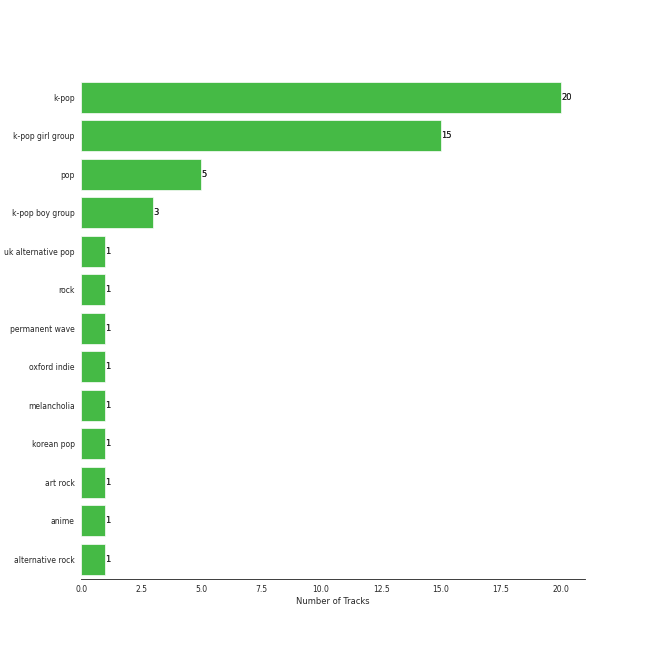 k-pop 20
k-pop girl group 15
pop 5
k-pop boy group 3
uk alternative pop 1
rock 1
permanent wave 1
oxford indie 1
melancholia 1
korean pop 1
art rock 1
anime 1
alternative rock 1
0.0 2.5 5.0 7.5 10.0 12.5 15.0 17.5 20.0
Number of Tracks